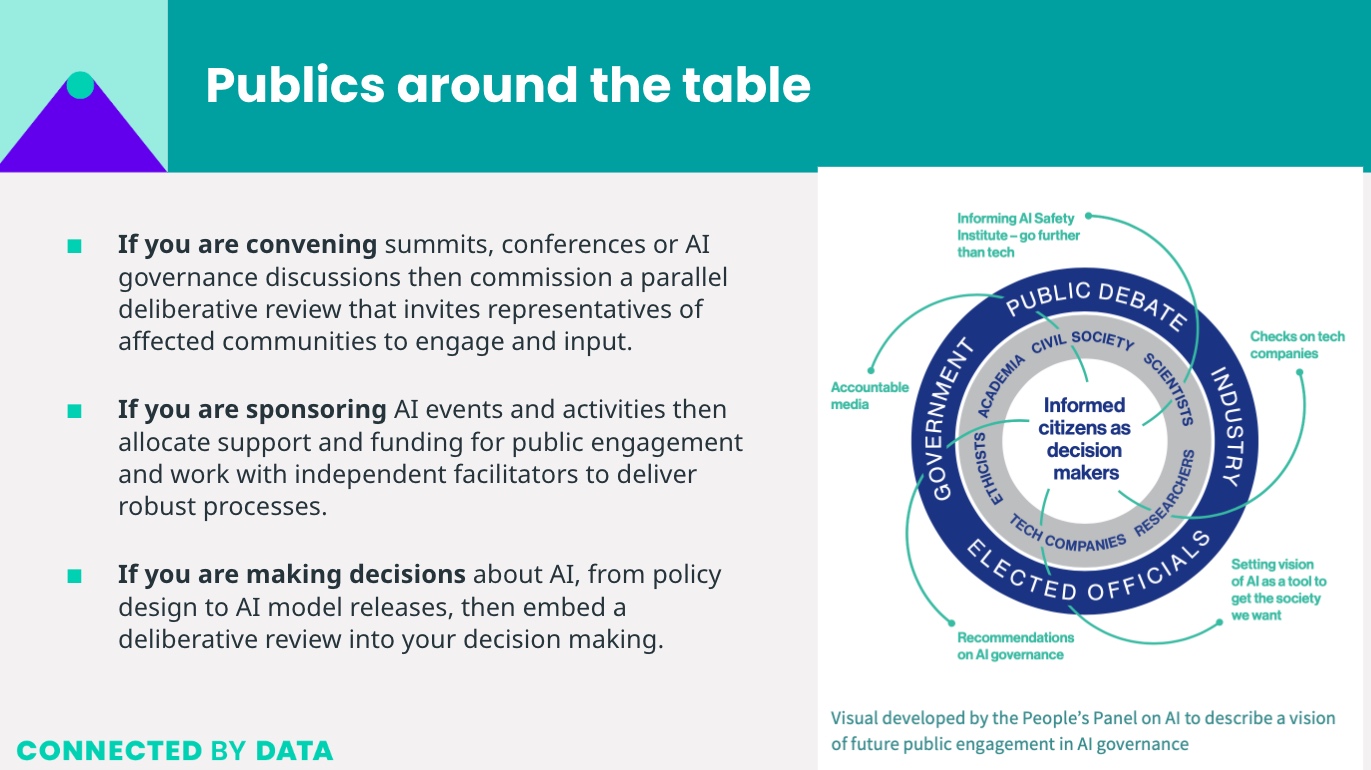 Publics around the table
If you are convening summits, conferences or AI
governance discussions then commission a parallel
deliberative review that invites representatives of
affected communities to engage and input.
If you are sponsoring AI events and activities then
allocate support and funding for public engagement
and work with independent facilitators to deliver
robust processes.
If you are making decisions about AI, from policy
design to AI model releases, then embed a
deliberative review into your decision making.
CONNECTED BY DATA
Informing AI Safety
Institute – go further
than tech
PUBLIC DEBATE
Checks on tech
companies
CIVIL SOCIETY
GOVERNMENT
ACADEMIA
SCIENTISTS
INDUSTRY
Accountable
media
Informed
citizens as
decision
makers
ETHICISTS
RESEARCHERS
TECH COMPANIES
ELECTED OFFICIALS
Setting vision
of AI as a tool to
get the society
we want
Recommendations
on AI governance
Visual developed by the People’s Panel on AI to describe a vision
of future public engagement in AI governance